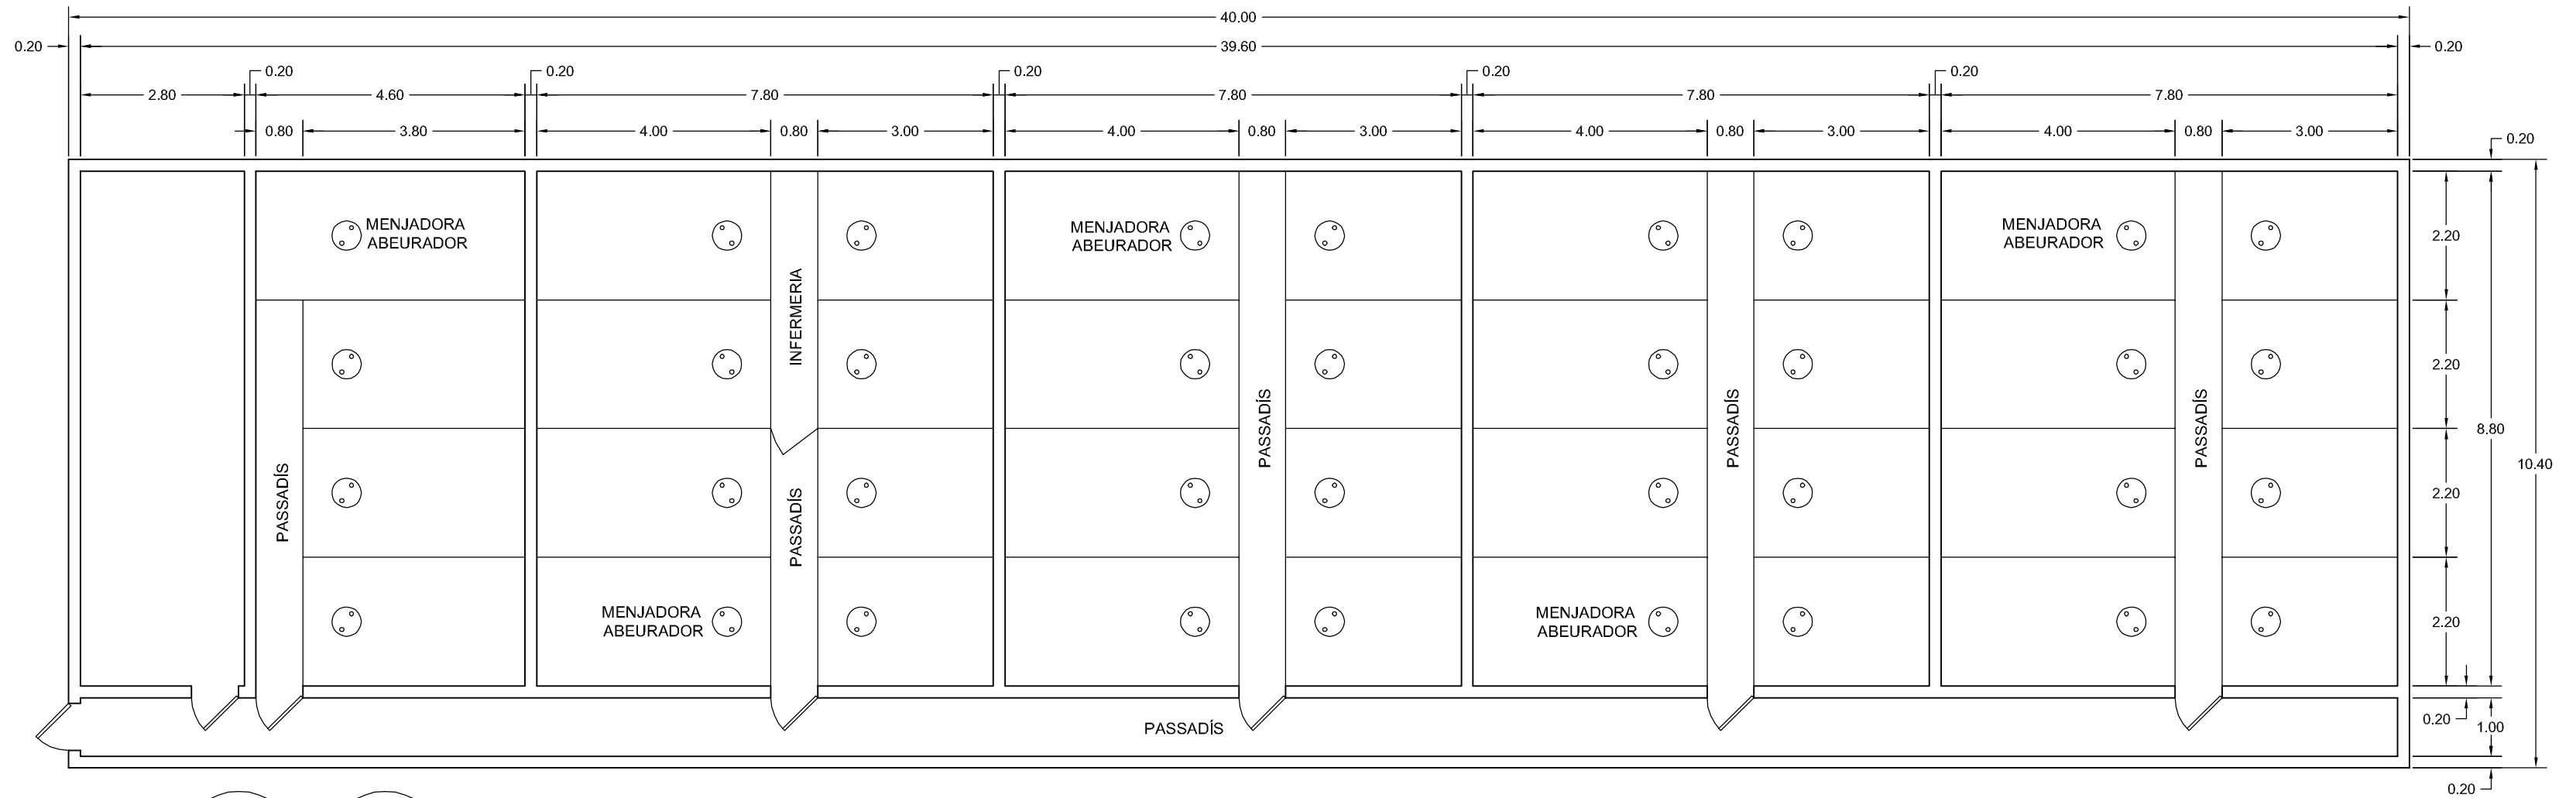 40.00
0.20
39.60
0.20
0.20
0.20
0.20
0.20
0.20
2.80
4.60
7.80
7.80
7.80
7.80
0.80
3.80
4.00
0.80
3.00
4.00
0.80
3.00
4.00
0.80
3.00
4.00
0.80
3.00
0.20
MENJADORA
ABEURADOR
MENJADORA
ABEURADOR
MENJADORA
ABEURADOR
2.20
INFERMERIA
2.20
PASSADÍS
PASSADÍS
PASSADÍS
8.80
10.40
PASSADÍS
PASSADÍS
2.20
MENJADORA
ABEURADOR
MENJADORA
ABEURADOR
2.20
0.20
PASSADÍS
1.00
0.20